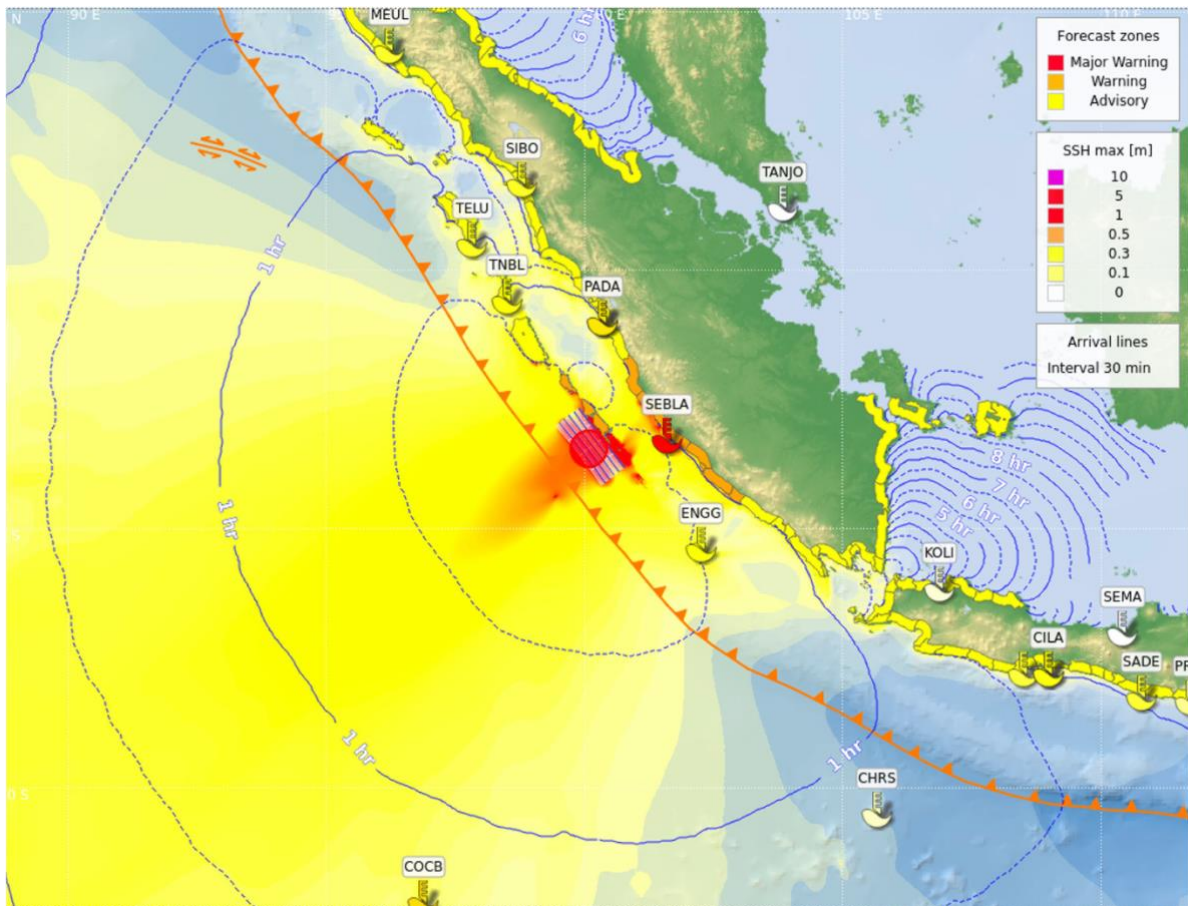 N
90 E
105 E
110 E
MEUL
6 hr
Forecast zones
Major Warning
Warning
Advisory
SSH max [m]
10
5
1
0.5
0.3
0.1
0
Arrival lines
Interval 30 min
SIBO
TANJO
TELU
1 hr
TNBL
PADA
SEBLA
8 hr
7 hr
6 hr
5 hr
1 hr
ENGG
KOLI
SEMA
CILA
SADE
1 hr
1 hr
CHRS
0 S
COCB